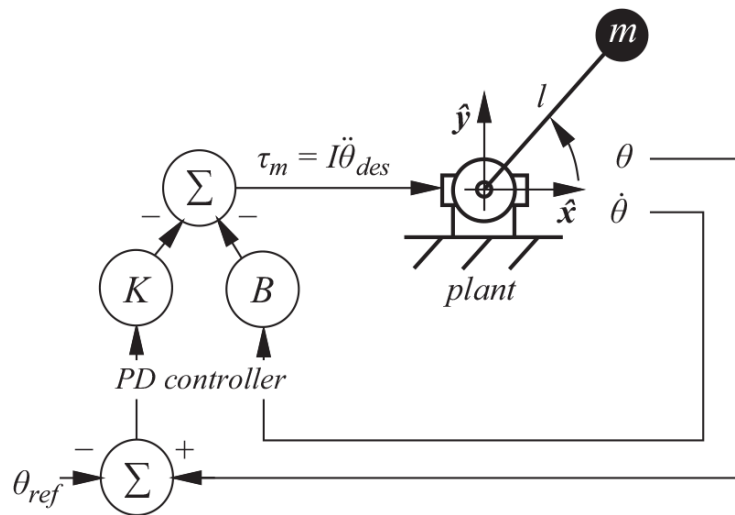 m
l
ŷ
τm = Iθ̈des
θ
Σ
x̂
θ̇
− −
K B
plant
PD controller
− +
θref Σ